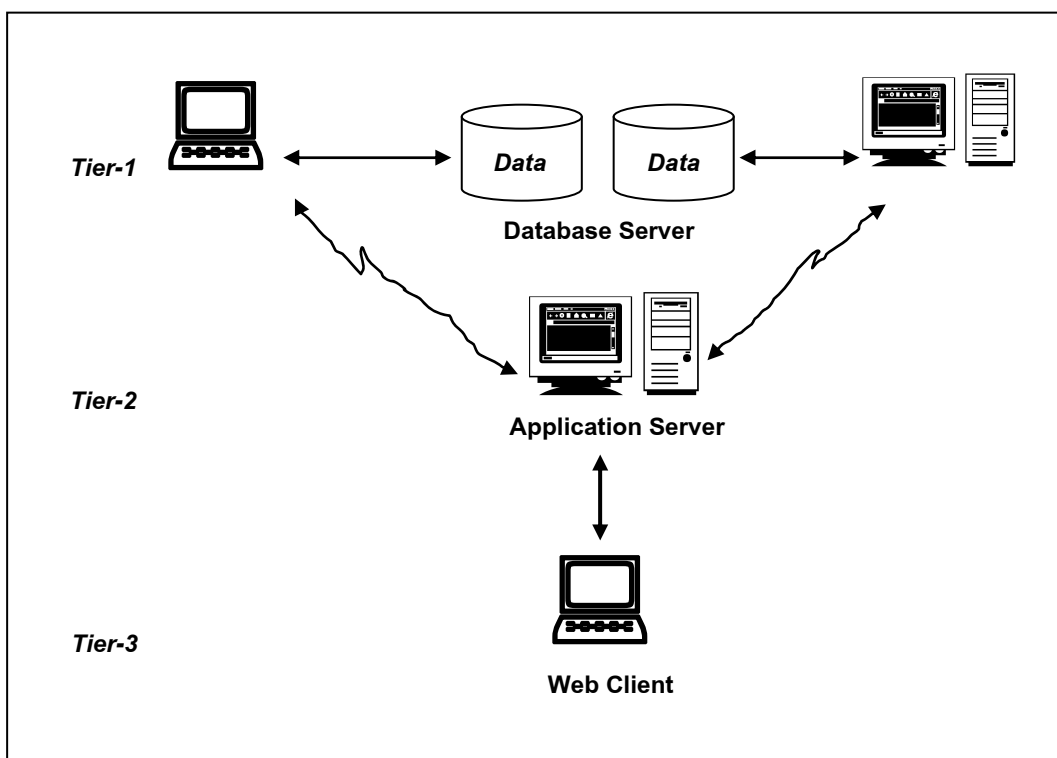 Tier-1
Data
Data
Database Server
Tier-2
Application Server
Tier-3
Web Client